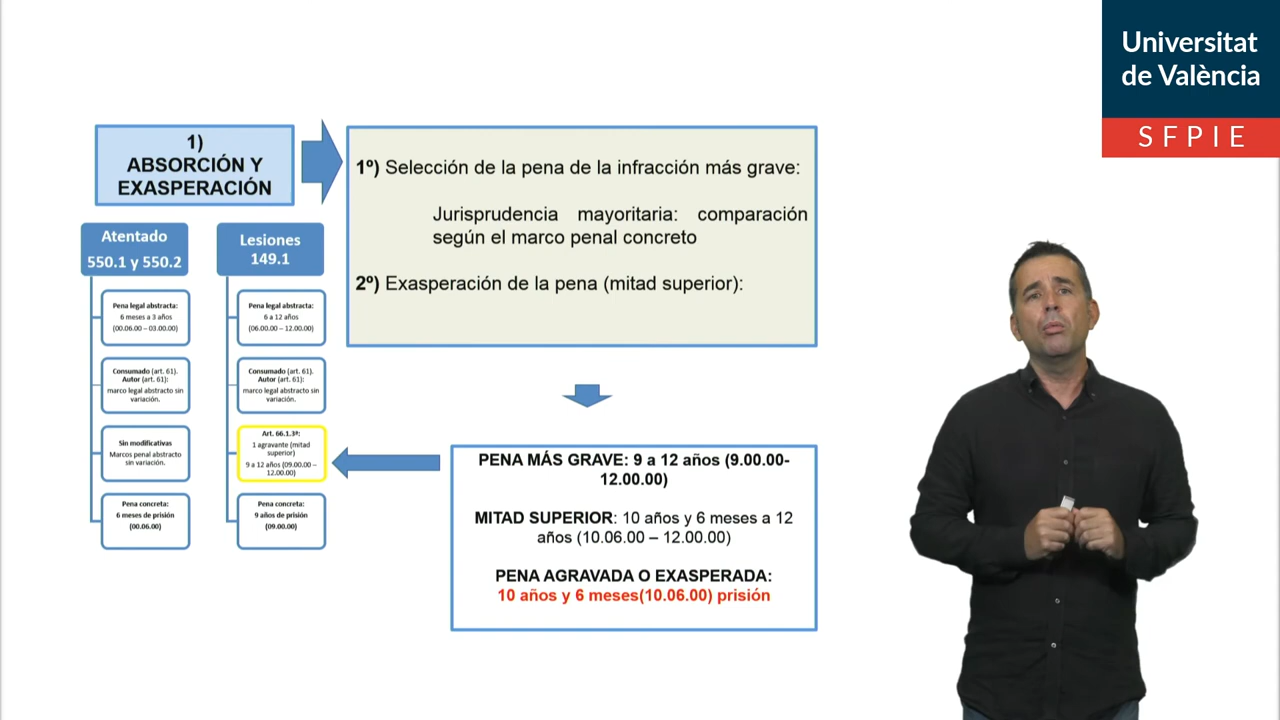 Universitat
de València
SFPIE
1)
ABSORCIÓN Y
EXASPERACIÓN
1º) Selección de la pena de la infracción más grave:
Jurisprudencia mayoritaria: comparación
según el marco penal concreto
2º) Exasperación de la pena (mitad superior):
Atentado
550.1 y 550.2
Pena legal abstracta:
6 meses a 3 años
(00.06.00 – 03.00.00)
Consumado (art. 61).
Autor (art. 61):
marco legal abstracto sin
variación.
Sin modificativas
Marcos penal abstracto
sin variación.
Pena concreta:
6 meses de prisión
(00.06.00)
Lesiones
149.1
Pena legal abstracta:
6 a 12 años
(06.00.00 – 12.00.00)
Consumado (art. 61).
Autor (art. 61):
marco legal abstracto sin
variación.
Art. 66.1.3ª:
1 agravante (mitad
superior)
9 a 12 años (09.00.00 –
12.00.00)
Pena concreta:
9 años de prisión
(09.00.00)
PENA MÁS GRAVE: 9 a 12 años (9.00.00-
12.00.00)
MITAD SUPERIOR: 10 años y 6 meses a 12
años (10.06.00 – 12.00.00)
PENA AGRAVADA O EXASPERADA:
10 años y 6 meses(10.06.00) prisión